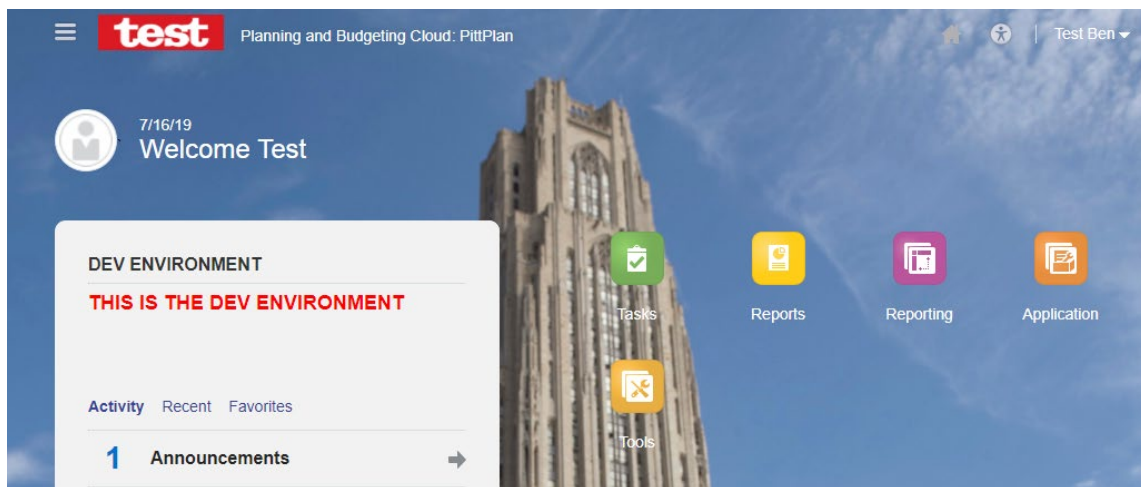 test Planning and Budgeting Cloud: PittPlan Test Ben
7/16/19
Welcome Test
DEV ENVIRONMENT
THIS IS THE DEV ENVIRONMENT
Tasks Reports Reporting Application
Activity Recent Favorites
Tools
1 Announcements